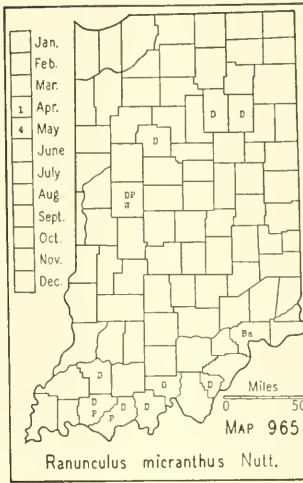 Jan.
Feb.
Mar.
1 Apr.
4 May
June
July
Aug
Sept.
Oct.
Nov.
Dec.
D D
D
DP
D
Ba
D D
D
P D D
P
Miles
0 50
MAP 965
Ranunculus micranthus Nutt.